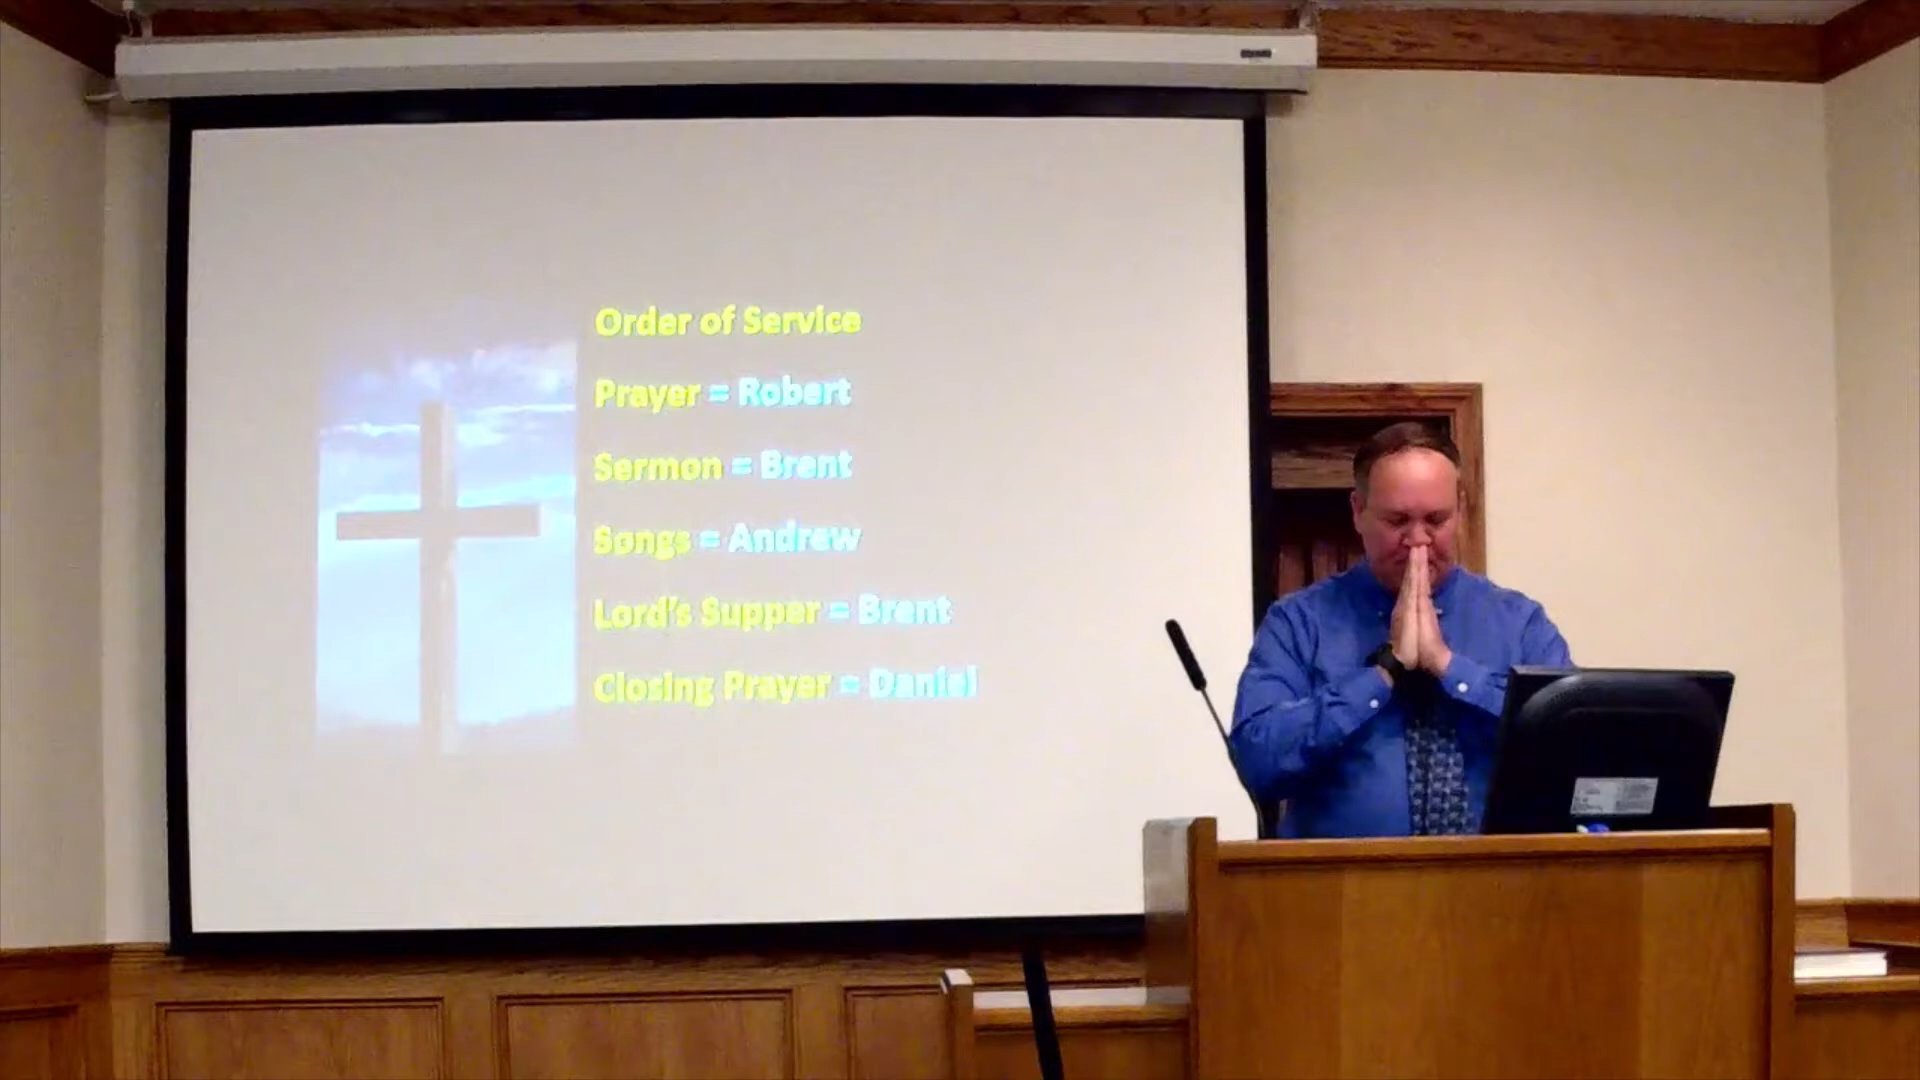 Order of Service
Prayer = Robert
Sermon = Brent
Songs = Andrew
Lord's Supper = Brent
Closing Prayer = Daniel